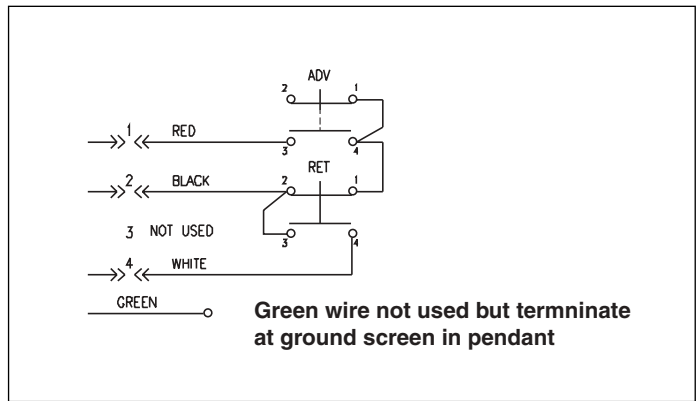 ADV
2 1
1 RED
3 4
RET
2 BLACK 2 1
3 NOT USED
3 4
4 WHITE
GREEN
Green wire not used but termninate
at ground screen in pendant